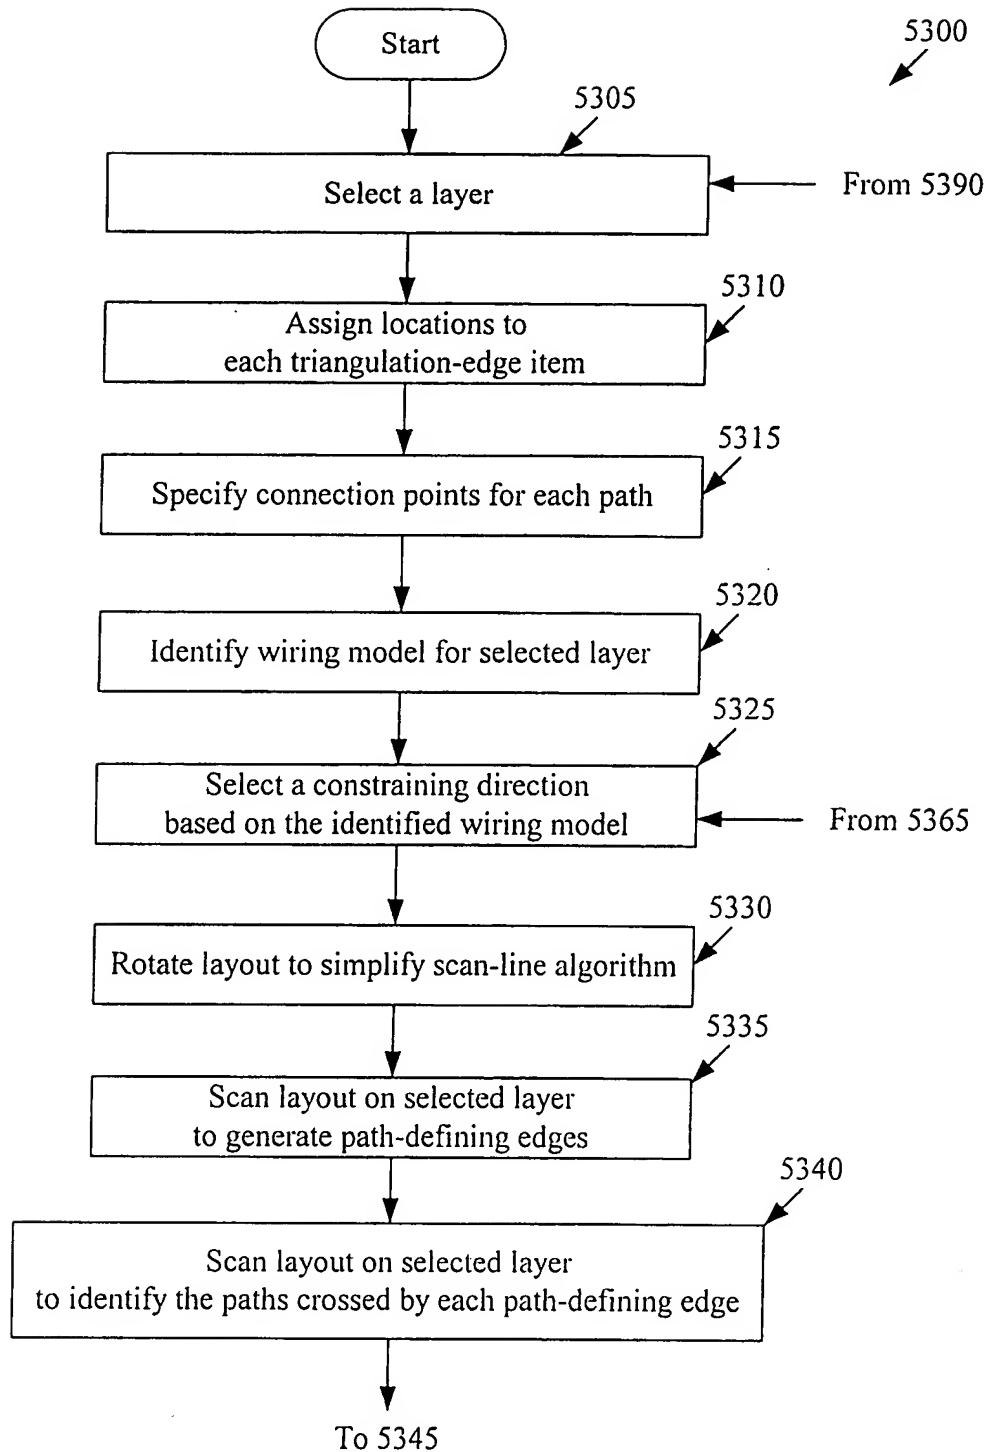 Start
5300
5305
Select a layer
From 5390
5310
Assign locations to
each triangulation-edge item
5315
Specify connection points for each path
5320
Identify wiring model for selected layer
5325
Select a constraining direction
based on the identified wiring model
From 5365
5330
Rotate layout to simplify scan-line algorithm
5335
Scan layout on selected layer
to generate path-defining edges
5340
Scan layout on selected layer
to identify the paths crossed by each path-defining edge
To 5345